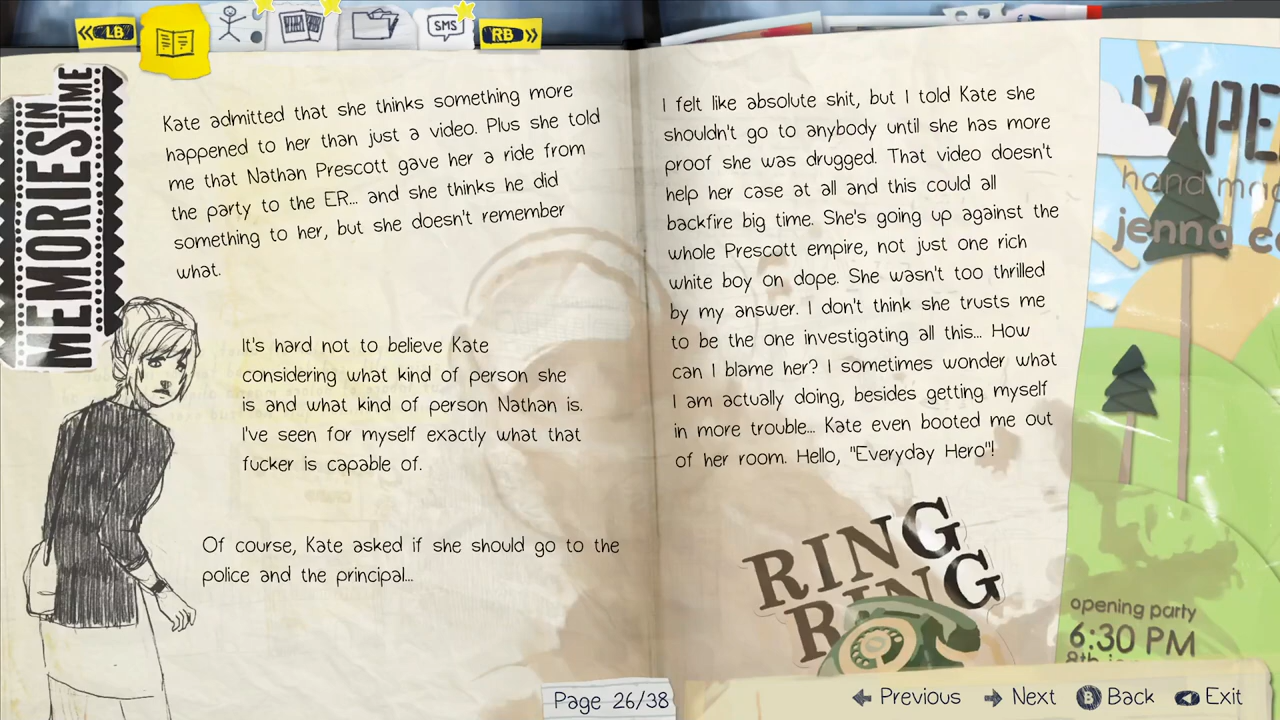 LB
SMS
RB
MEMORIES IN TIME
Kate admitted that she thinks something more
happened to her than just a video. Plus she told
me that Nathan Prescott gave her a ride from
the party to the ER... and she thinks he did
something to her, but she doesn't remember
what.
It's hard not to believe Kate
considering what kind of person she
is and what kind of person Nathan is.
I've seen for myself exactly what that
fucker is capable of.
Of course, Kate asked if she should go to the
police and the principal...
I felt like absolute shit, but I told Kate she
shouldn't go to anybody until she has more
proof she was drugged. That video doesn't
help her case at all and this could all
backfire big time. She's going up against the
whole Prescott empire, not just one rich
white boy on dope. She wasn't too thrilled
by my answer. I don't think she trusts me
to be the one investigating all this... How
can I blame her? I sometimes wonder what
I am actually doing, besides getting myself
in more trouble... Kate even booted me out
of her room. Hello, "Everyday Hero"!
RING
RING
PAPE
hand mad
jenna
opening party
6:30 PM
8th
Page 26/38
Previous
Next
B Back
Exit